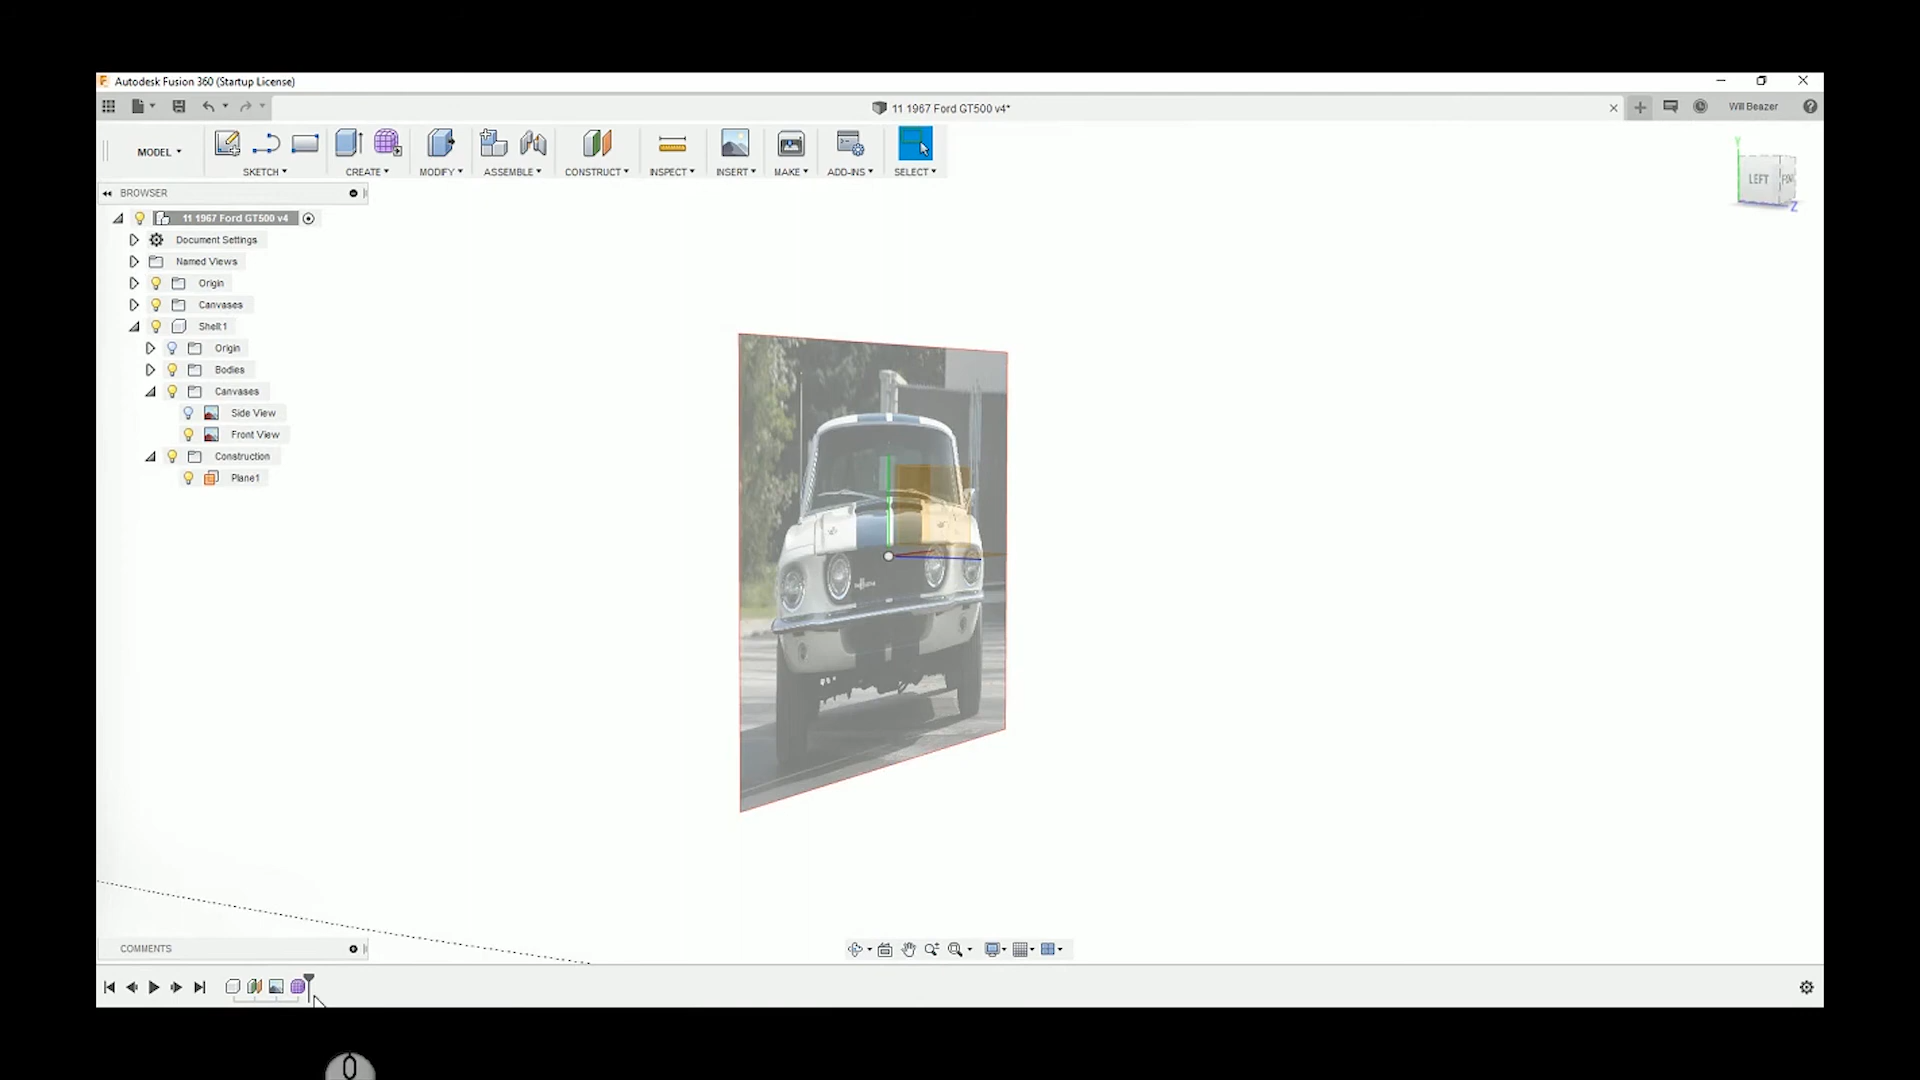 Autodesk Fusion 360 (Startup License)
11 1967 Ford GT500 v4*
Will Beazer
MODEL
SKETCH
CREATE
MODIFY
ASSEMBLE
CONSTRUCT
INSPECT
INSERT
MAKE
ADD-INS
SELECT
BROWSER
11 1967 Ford GT500 v4
Document Settings
Named Views
Origin
Canvases
Shell:1
Origin
Bodies
Canvases
Side View
Front View
Construction
Plane1
Y
LEFT
Z
COMMENTS